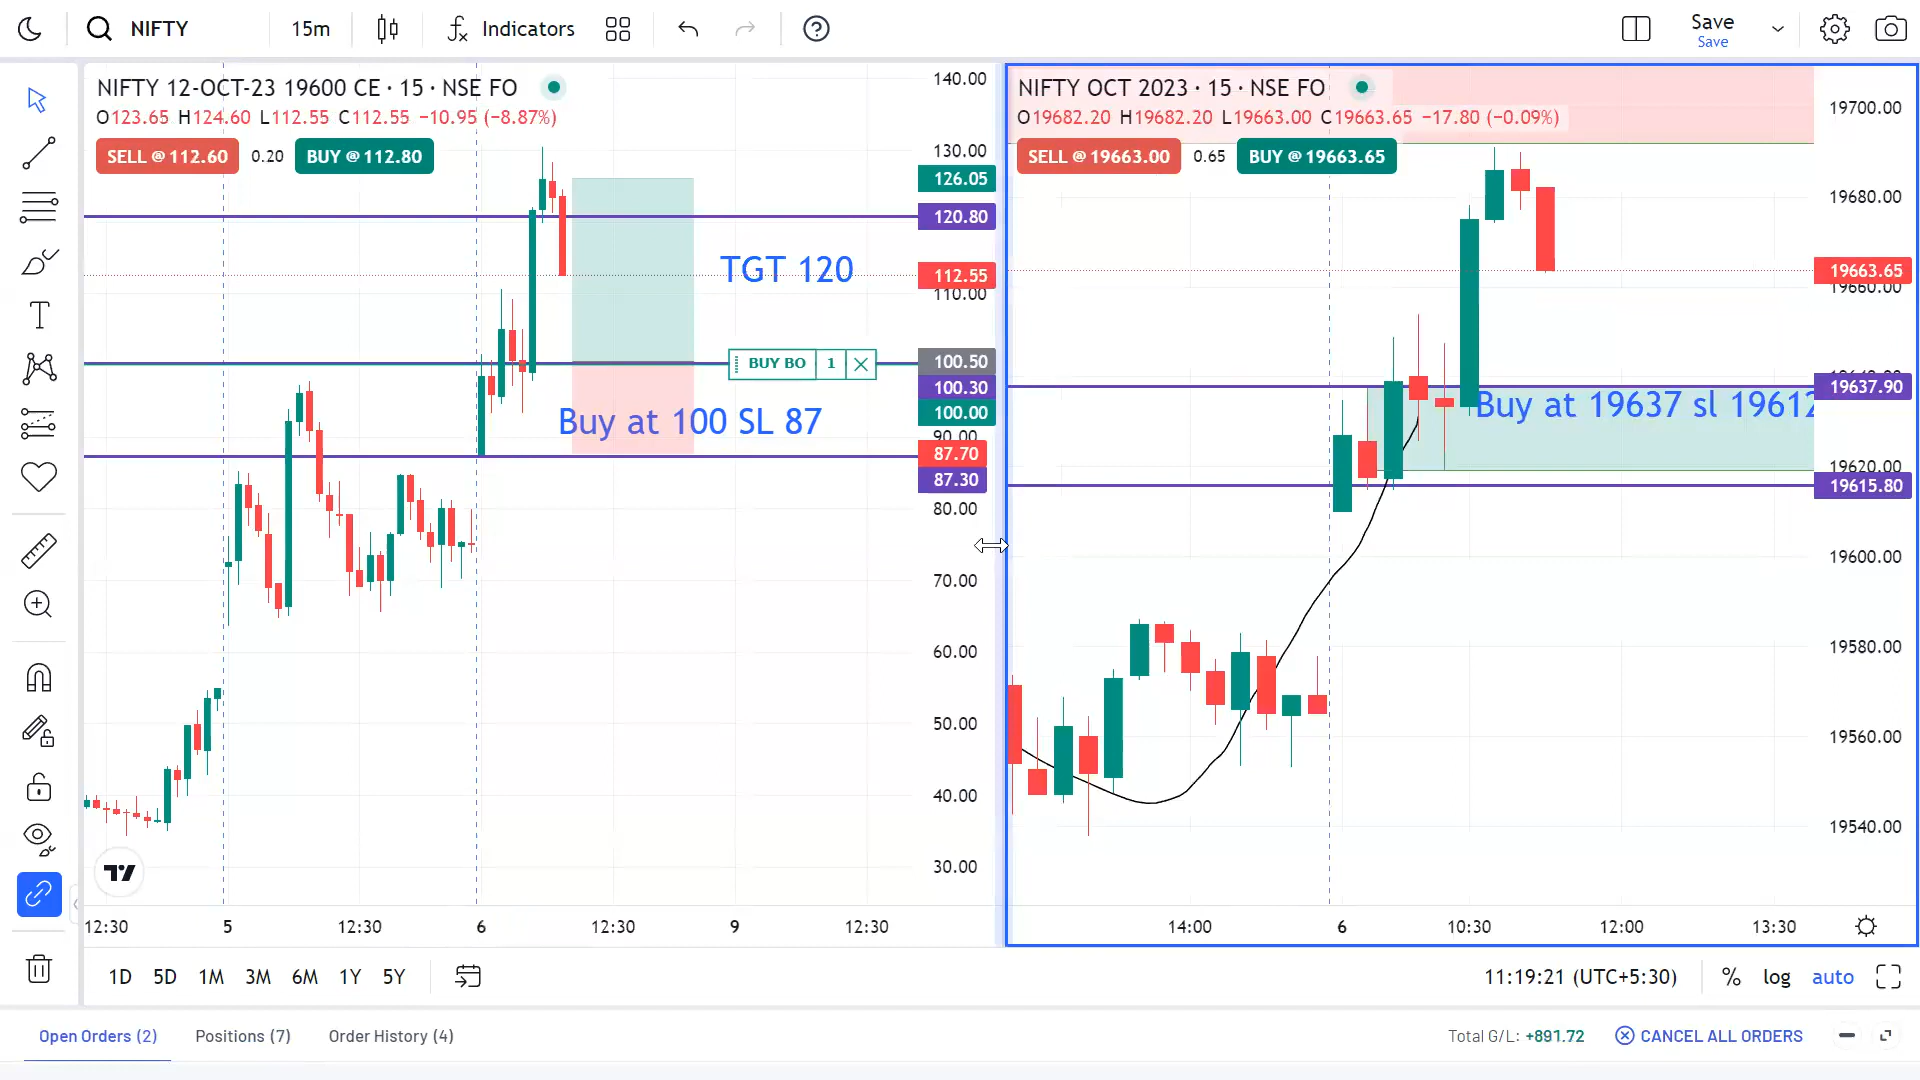 NIFTY 15m Indicators Save
Save
NIFTY 12-OCT-23 19600 CE · 15 · NSE FO
O123.65 H124.60 L112.55 C112.55 −10.95 (−8.87%)
SELL @ 112.60 0.20 BUY @ 112.80
140.00
130.00
126.05
120.80
112.55
110.00
100.50
100.30
100.00
90.00
87.70
87.30
80.00
70.00
60.00
50.00
40.00
30.00
TGT 120
BUY BO 1
Buy at 100 SL 87
12:30 5 12:30 6 12:30 9 12:30
NIFTY OCT 2023 · 15 · NSE FO
O19682.20 H19682.20 L19663.00 C19663.65 −17.80 (−0.09%)
SELL @ 19663.00 0.65 BUY @ 19663.65
19700.00
19680.00
19663.65
19660.00
19637.90
19620.00
19615.80
19600.00
19580.00
19560.00
19540.00
Buy at 19637 sl 19612
14:00 6 10:30 12:00 13:30
1D 5D 1M 3M 6M 1Y 5Y 11:19:21 (UTC+5:30) % log auto
Open Orders (2) Positions (7) Order History (4) Total G/L: +891.72 CANCEL ALL ORDERS